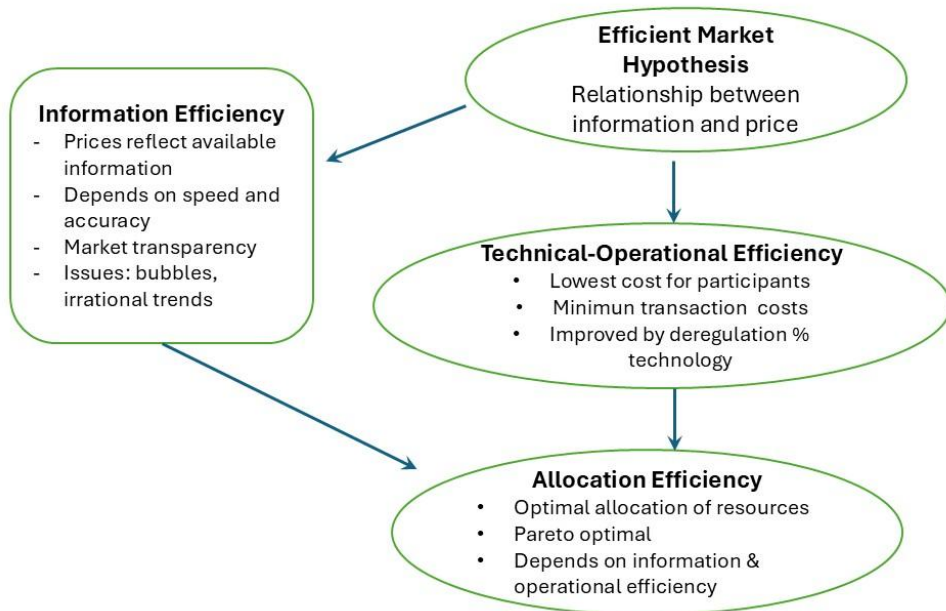 Efficient Market
Hypothesis
Relationship between
information and price
Information Efficiency
- Prices reflect available
information
- Depends on speed and
accuracy
- Market transparency
- Issues: bubbles,
irrational trends
Technical-Operational Efficiency
• Lowest cost for participants
• Minimun transaction costs
• Improved by deregulation %
technology
Allocation Efficiency
• Optimal allocation of resources
• Pareto optimal
• Depends on information &
operational efficiency